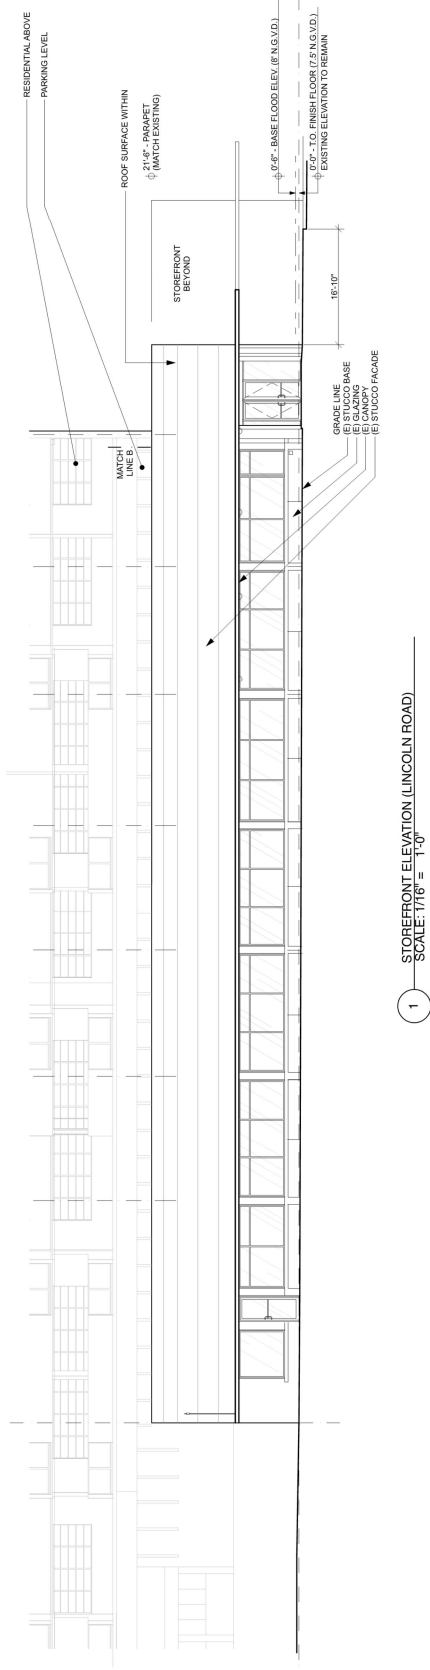 RESIDENTIAL ABOVE
PARKING LEVEL
ROOF SURFACE WITHIN
21'-6" - PARAPET
(MATCH EXISTING)
STOREFRONT
BEYOND
0'-6" - BASE FLOOD ELEV. (8' N.G.V.D.)
0'-0" - T.O. FINISH FLOOR (7.5' N.G.V.D.)
EXISTING ELEVATION TO REMAIN
16'-10"
MATCH
LINE B
GRADE LINE
(E) STUCCO BASE
(E) GLAZING
(E) CANOPY
(E) STUCCO FACADE
1
STOREFRONT ELEVATION (LINCOLN ROAD)
SCALE: 1/16" = 1'-0"